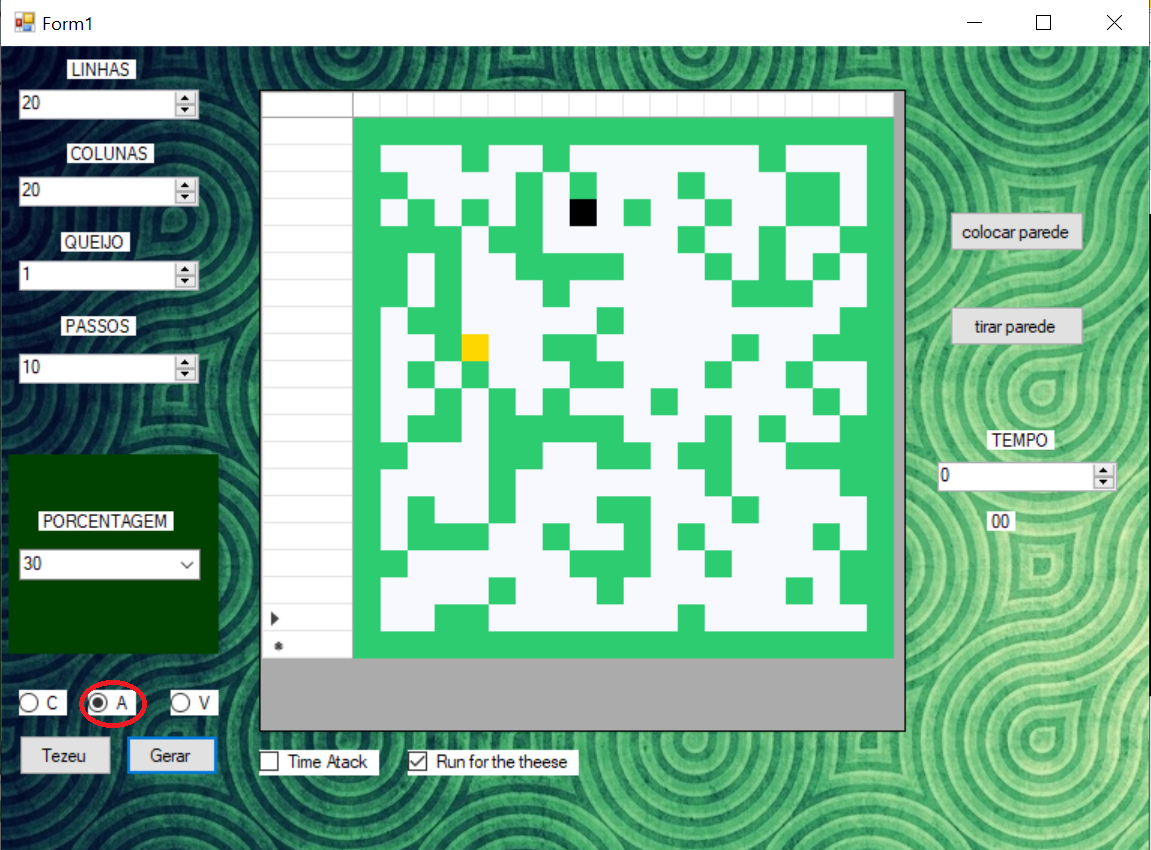 Form1
LINHAS
20
COLUNAS
20
QUEIJO
1
PASSOS
10
PORCENTAGEM
30
C A V
Tezeu Gerar
Time Atack Run for the theese
colocar parede
tirar parede
TEMPO
0
00